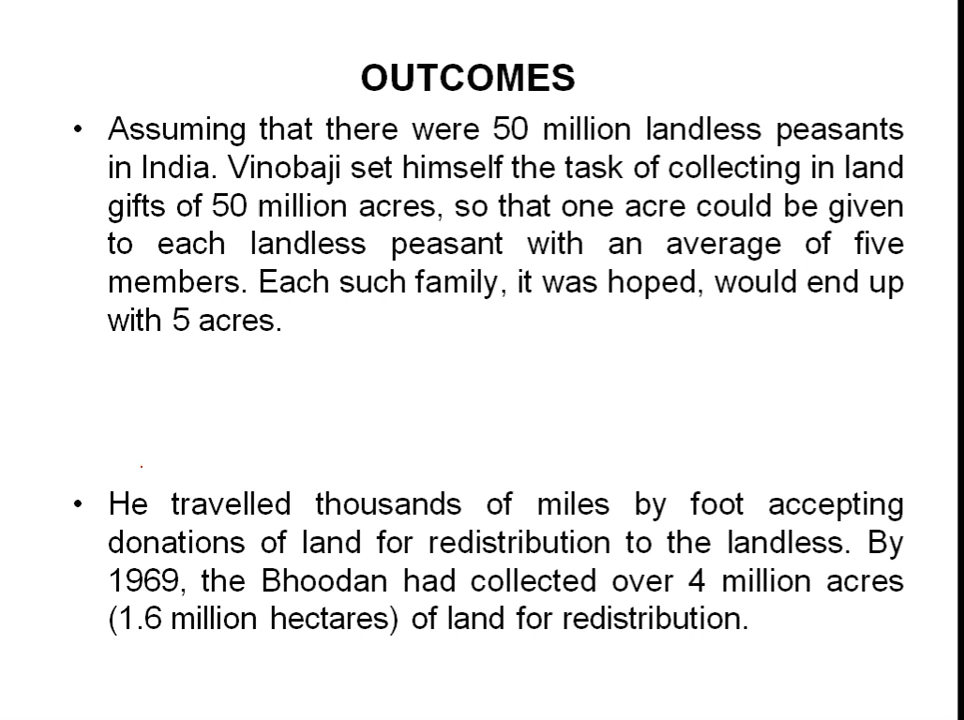 OUTCOMES
• Assuming that there were 50 million landless peasants
in India. Vinobaji set himself the task of collecting in land
gifts of 50 million acres, so that one acre could be given
to each landless peasant with an average of five
members. Each such family, it was hoped, would end up
with 5 acres.
• He travelled thousands of miles by foot accepting
donations of land for redistribution to the landless. By
1969, the Bhoodan had collected over 4 million acres
(1.6 million hectares) of land for redistribution.